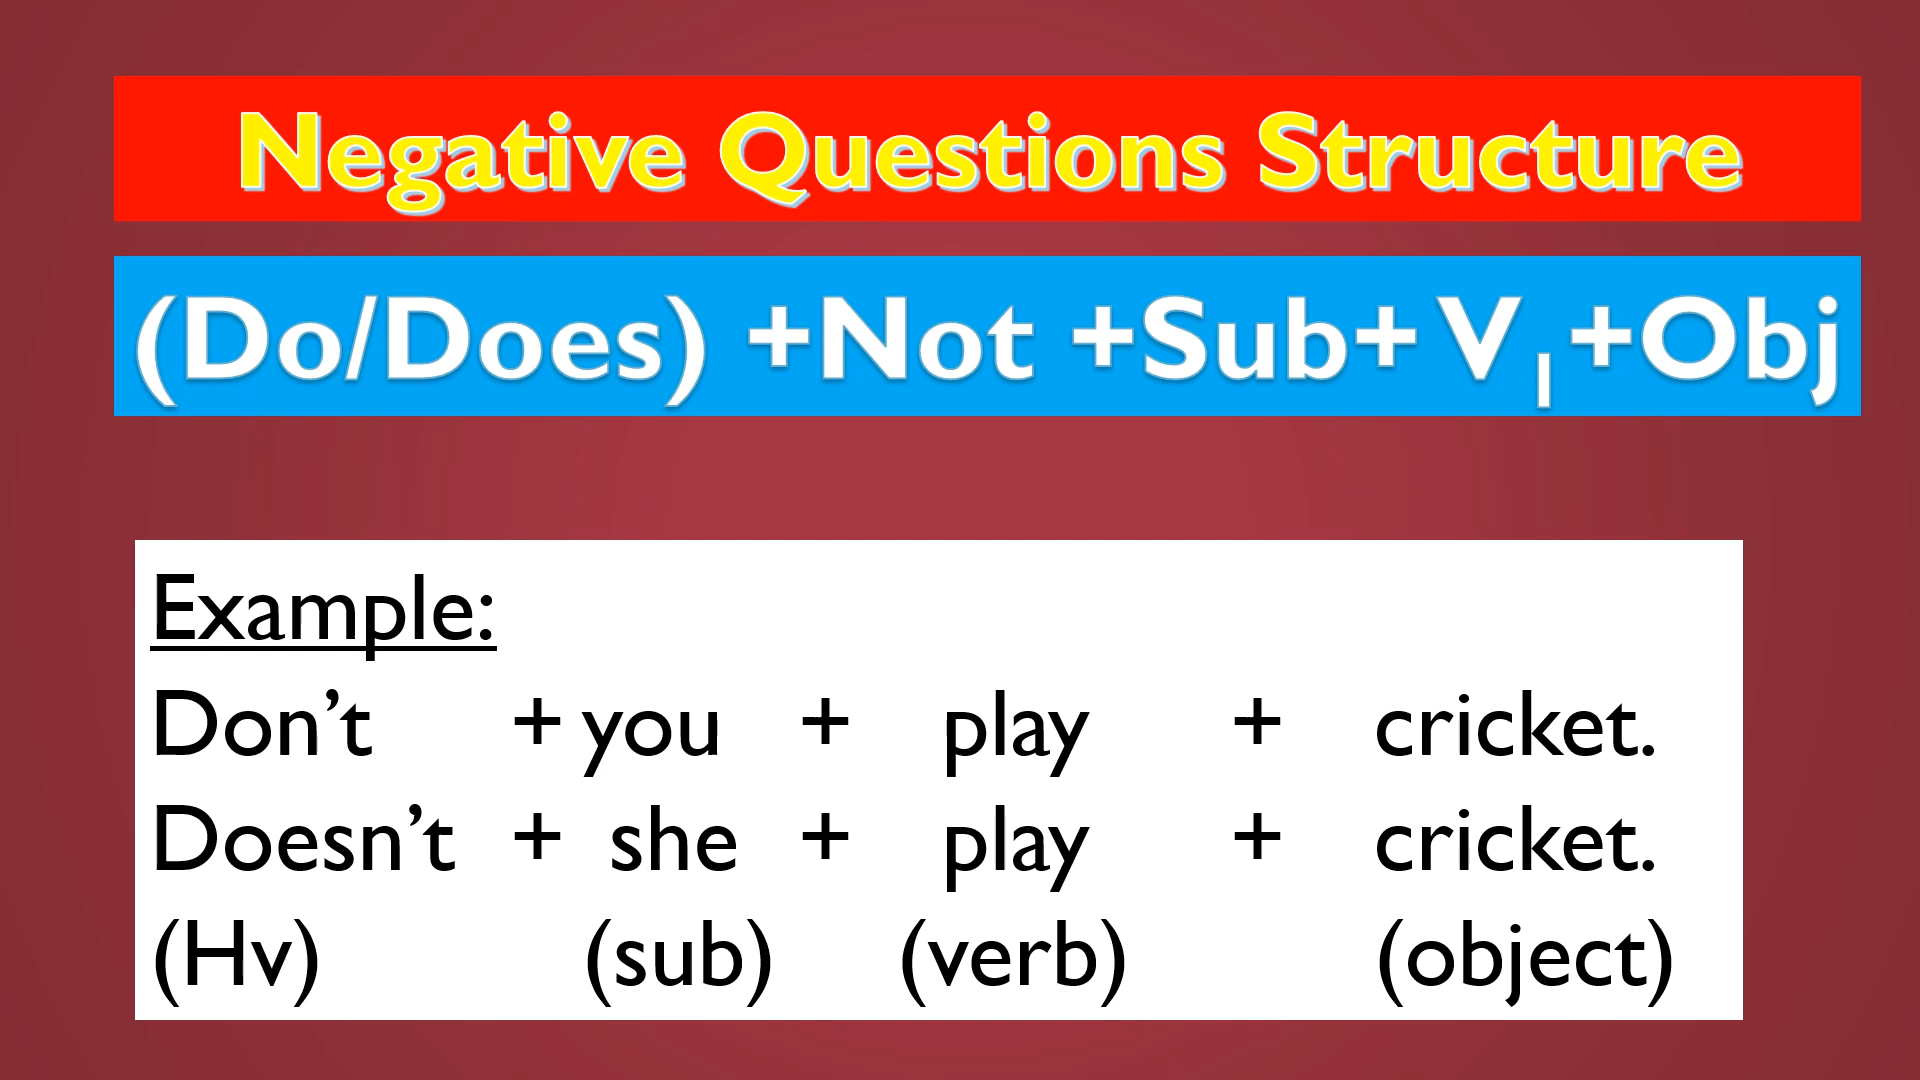 Negative Questions Structure
(Do/Does) +Not +Sub+ V1 +Obj
Example:
Don’t + you + play + cricket.
Doesn’t + she + play + cricket.
(Hv) (sub) (verb) (object)